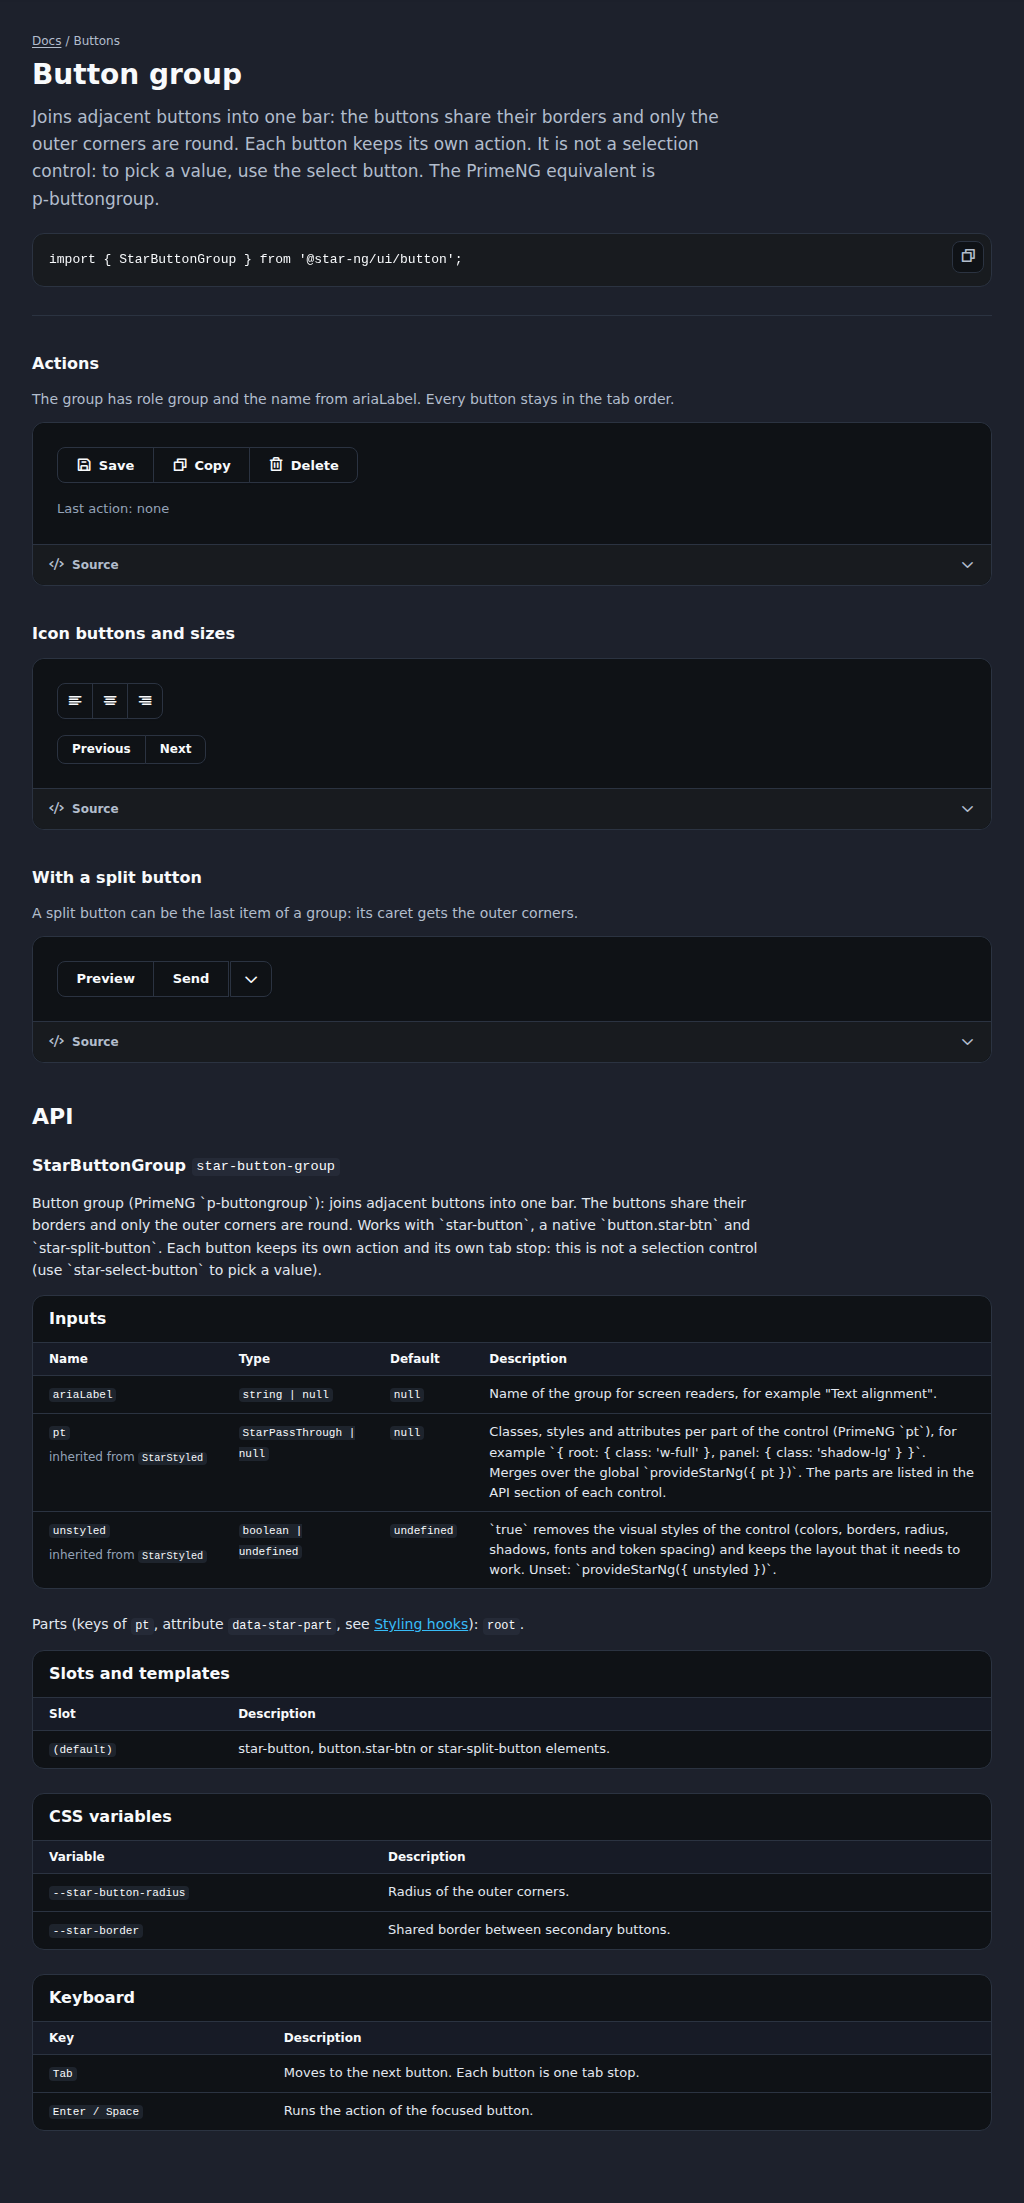 Docs / Buttons
Button group
Joins adjacent buttons into one bar: the buttons share their borders and only the
outer corners are round. Each button keeps its own action. It is not a selection
control: to pick a value, use the select button. The PrimeNG equivalent is
p-buttongroup.
import { StarButtonGroup } from '@star-ng/ui/button';
Actions
The group has role group and the name from ariaLabel. Every button stays in the tab order.
Save Copy Delete
Last action: none
Source
Icon buttons and sizes
Previous Next
Source
With a split button
A split button can be the last item of a group: its caret gets the outer corners.
Preview Send
Source
API
StarButtonGroup star-button-group
Button group (PrimeNG `p-buttongroup`): joins adjacent buttons into one bar. The buttons share their
borders and only the outer corners are round. Works with `star-button`, a native `button.star-btn` and
`star-split-button`. Each button keeps its own action and its own tab stop: this is not a selection control
(use `star-select-button` to pick a value).
Inputs
Name Type Default Description
ariaLabel string | null null Name of the group for screen readers, for example "Text alignment".
pt StarPassThrough | null Classes, styles and attributes per part of the control (PrimeNG `pt`), for
inherited from StarStyled null example `{ root: { class: 'w-full' }, panel: { class: 'shadow-lg' } }`.
Merges over the global `provideStarNg({ pt })`. The parts are listed in the
API section of each control.
unstyled boolean | undefined `true` removes the visual styles of the control (colors, borders, radius,
inherited from StarStyled undefined shadows, fonts and token spacing) and keeps the layout that it needs to
work. Unset: `provideStarNg({ unstyled })`.
Parts (keys of pt, attribute data-star-part, see Styling hooks): root.
Slots and templates
Slot Description
(default) star-button, button.star-btn or star-split-button elements.
CSS variables
Variable Description
--star-button-radius Radius of the outer corners.
--star-border Shared border between secondary buttons.
Keyboard
Key Description
Tab Moves to the next button. Each button is one tab stop.
Enter / Space Runs the action of the focused button.